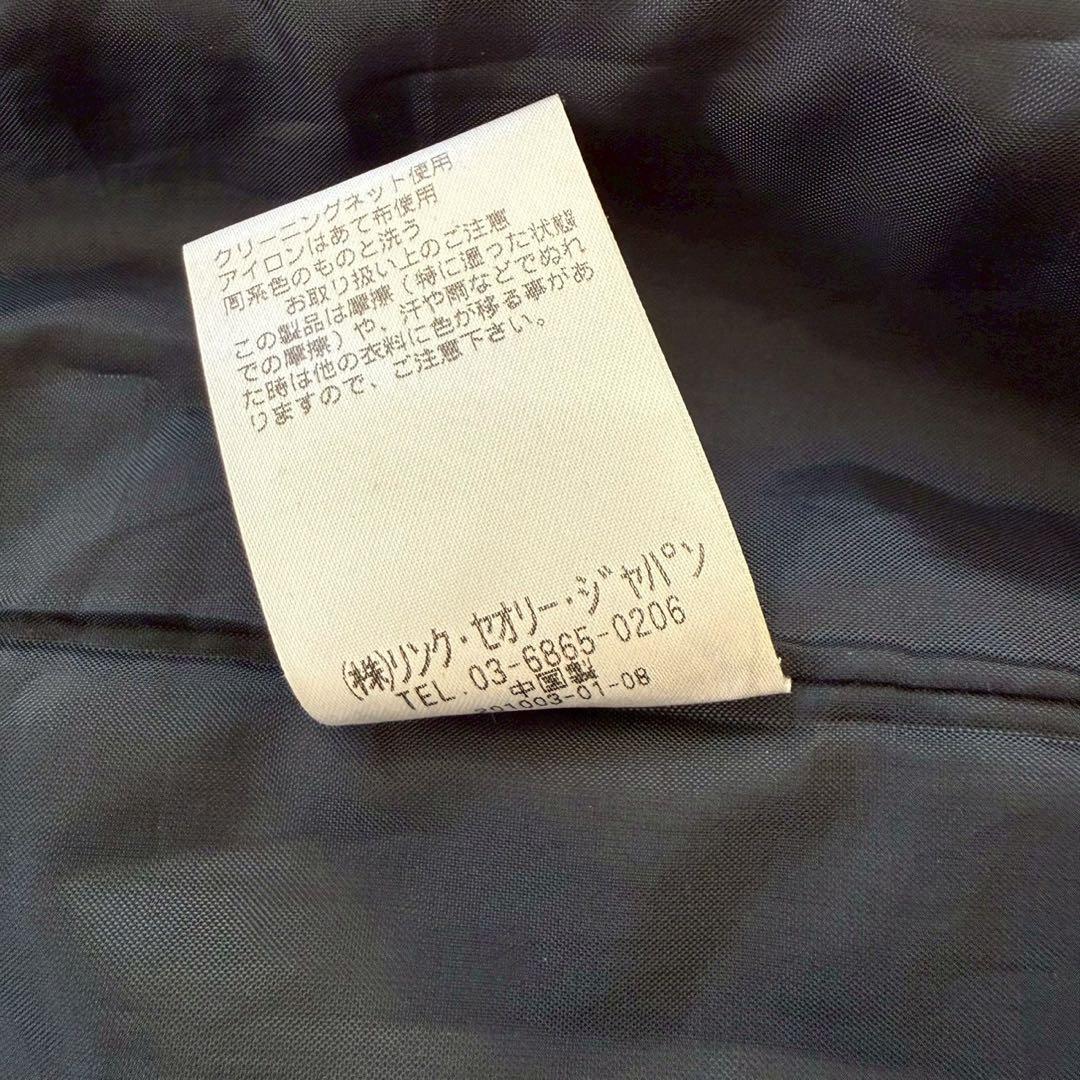 クリーニングネット使用
アイロンはあて布使用
同系色のものと洗う
お取り扱い上のご注意
この製品は摩擦（特に湿った状態
での摩擦）や、汗や雨などでぬれ
た時は他の衣料に色が移る事があ
りますので、ご注意下さい。
(株)リンク・セオリー・ジャパン
TEL. 03-6865-0206
中国製
201003-01-08